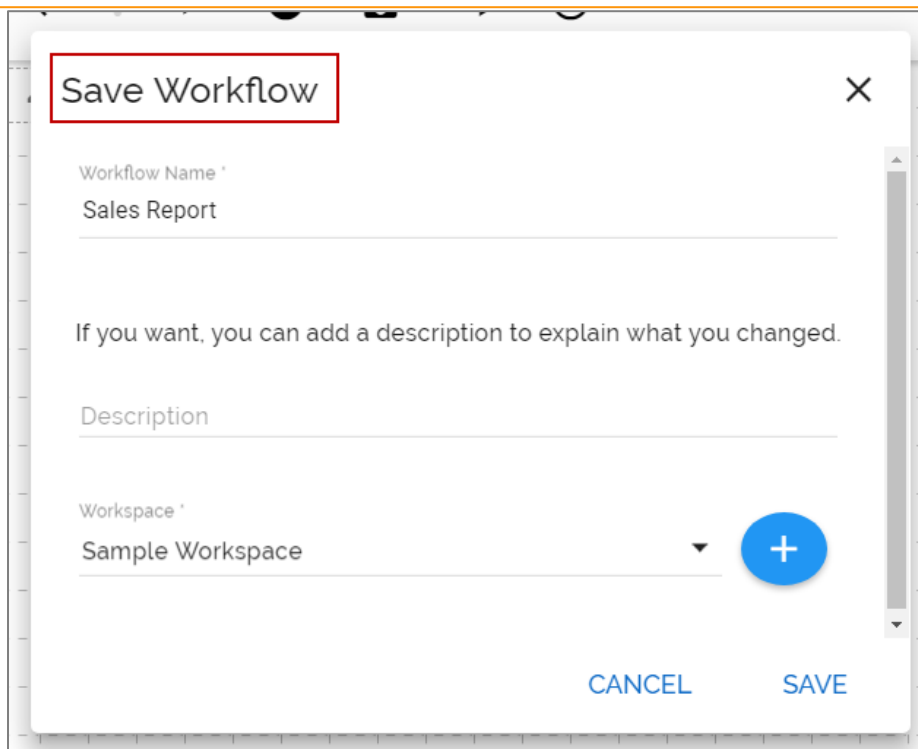 Save Workflow
Workflow Name *
Sales Report
If you want, you can add a description to explain what you changed.
Description
Workspace *
Sample Workspace
CANCEL SAVE